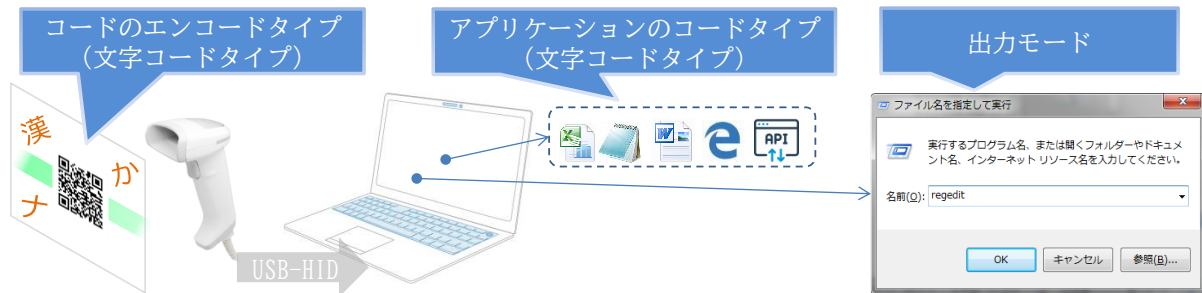 コードのエンコードタイプ
(文字コードタイプ)
アプリケーションのコードタイプ
(文字コードタイプ)
出力モード
漢
か
ナ
USB-HID
API
ファイル名を指定して実行
実行するプログラム名、または開くフォルダーやドキュメ
ント名、インターネット リソース名を入力してください。
名前(O): regedit
OK
キャンセル
参照(B)...